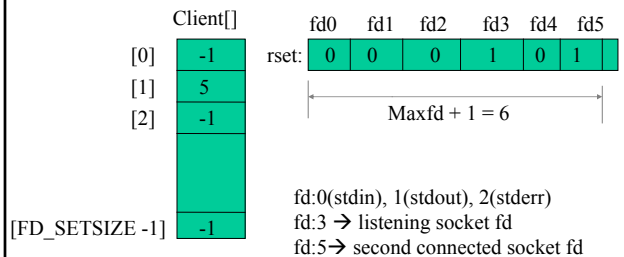 Client[]
[0] -1
[1] 5
[2] -1
[FD_SETSIZE -1] -1
fd0 fd1 fd2 fd3 fd4 fd5
rset: 0 0 0 1 0 1
Maxfd + 1 = 6
fd:0(stdin), 1(stdout), 2(stderr)
fd:3 → listening socket fd
fd:5→ second connected socket fd